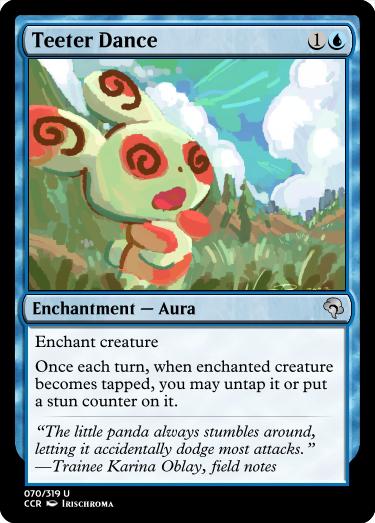 Teeter Dance 1
Enchantment — Aura
Enchant creature
Once each turn, when enchanted creature
becomes tapped, you may untap it or put
a stun counter on it.
“The little panda always stumbles around,
letting it accidentally dodge most attacks.”
—Trainee Karina Oblay, field notes
070/319 U
CCR Irischroma